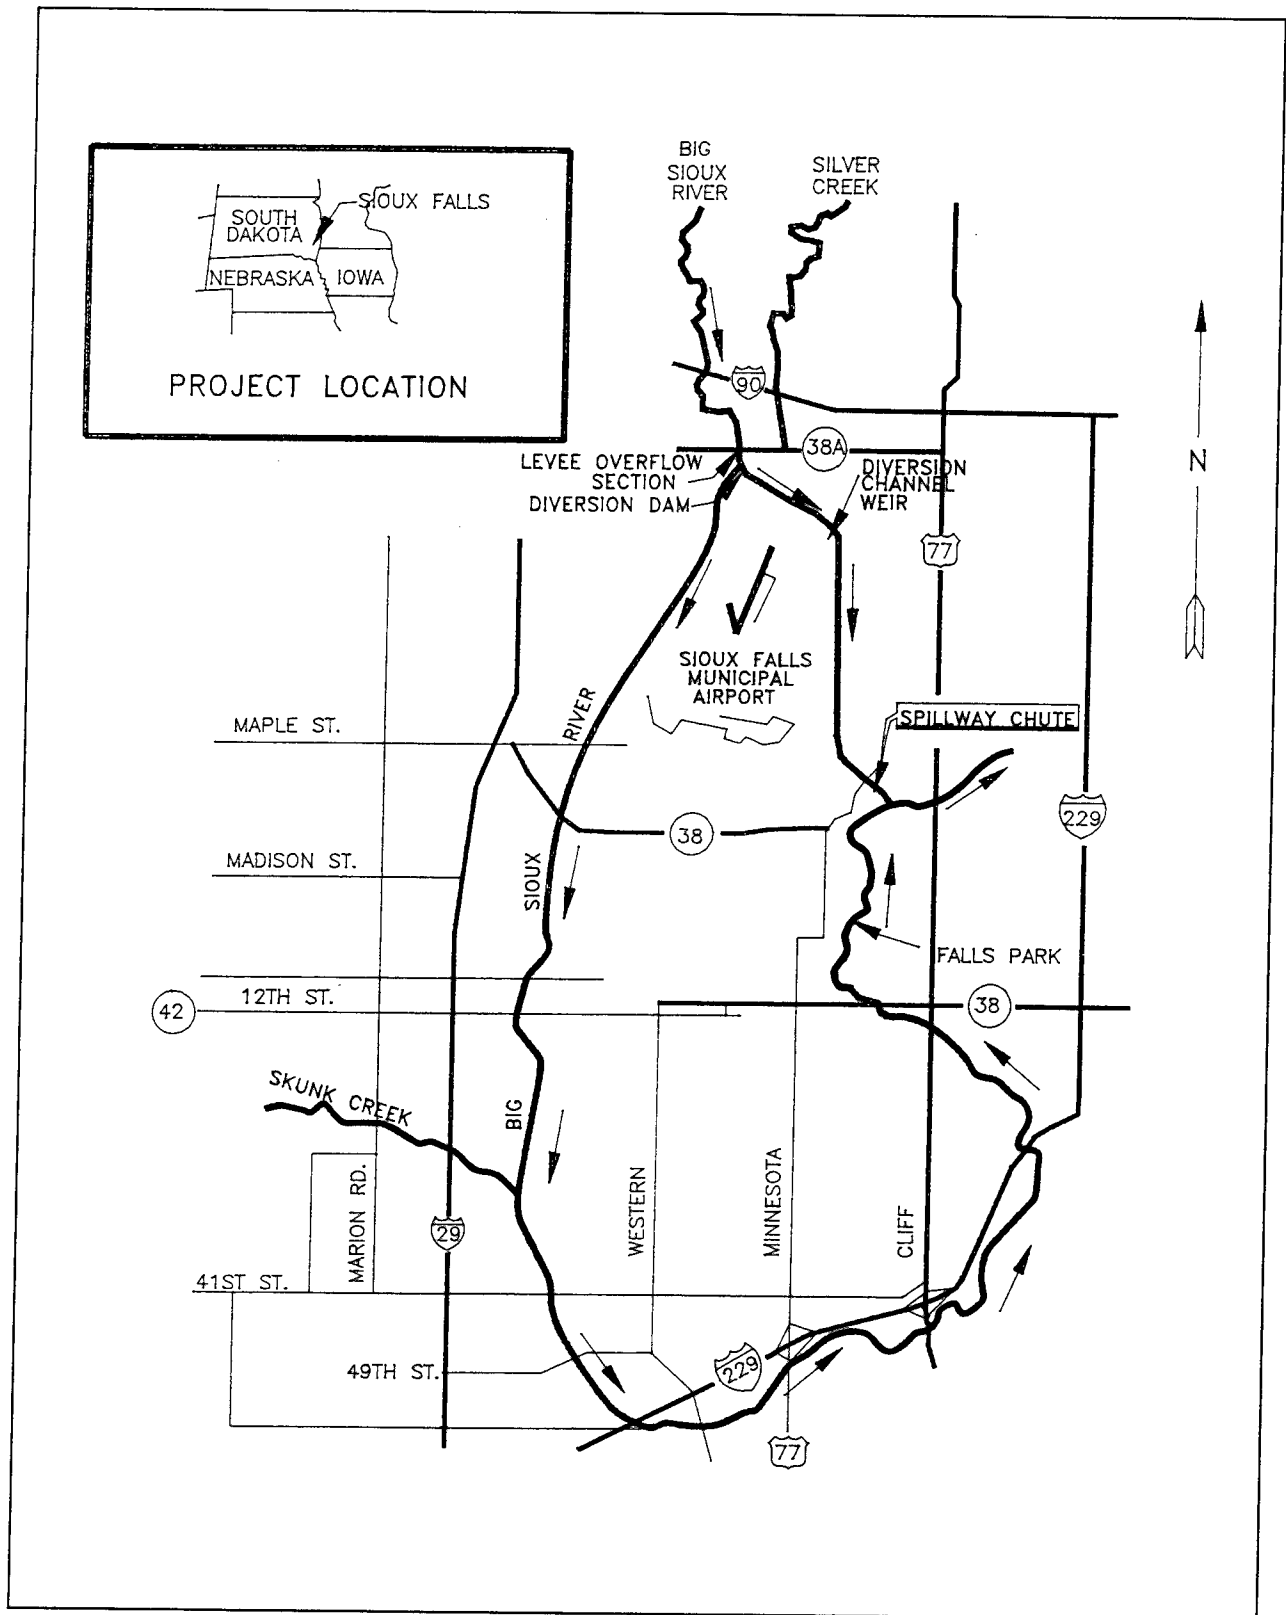 BIG
SIOUX
RIVER
SILVER
CREEK
SIOUX FALLS
SOUTH
DAKOTA
NEBRASKA
IOWA
PROJECT LOCATION
90
38A
LEVEE OVERFLOW
SECTION
DIVERSION DAM
DIVERSION
CHANNEL
WEIR
N
77
SIOUX FALLS
MUNICIPAL
AIRPORT
RIVER
SPILLWAY CHUTE
MAPLE ST.
229
38
MADISON ST.
SIOUX
FALLS PARK
12TH ST.
42
38
SKUNK CREEK
BIG
MARION RD.
29
WESTERN
MINNESOTA
CLIFF
41ST ST.
49TH ST.
229
77